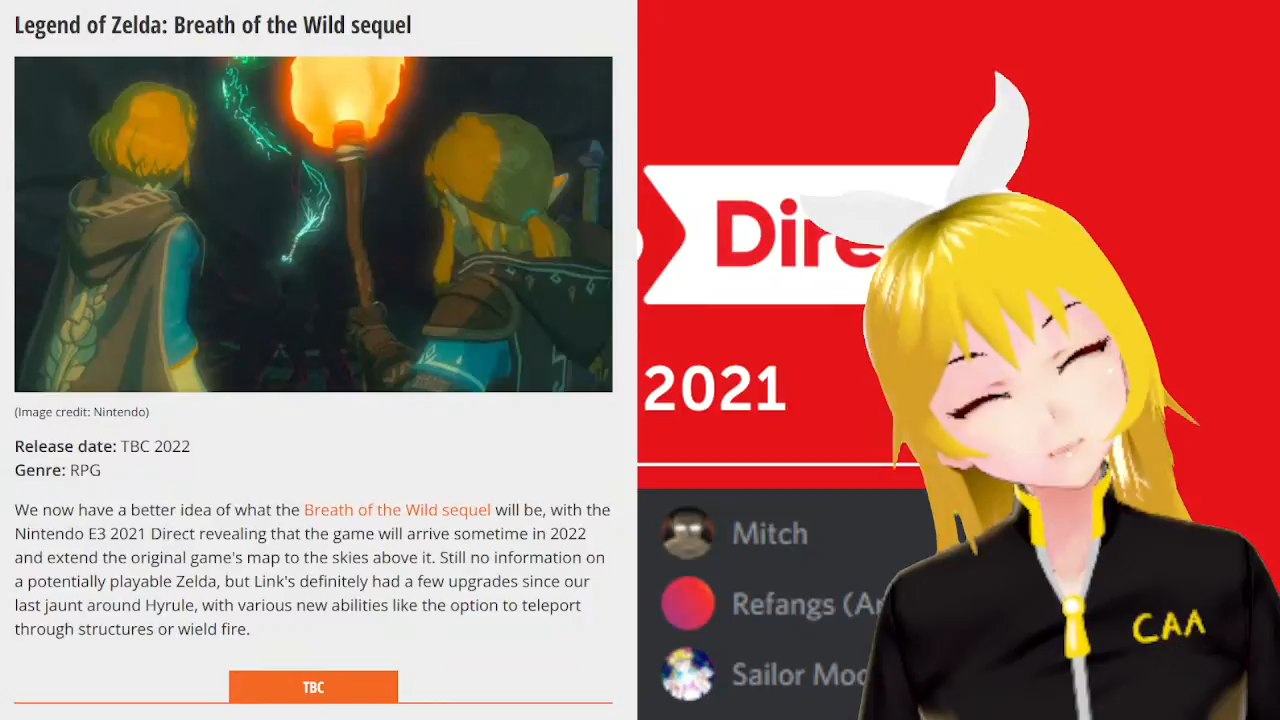 Legend of Zelda: Breath of the Wild sequel
(Image credit: Nintendo)
Release date: TBC 2022
Genre: RPG
We now have a better idea of what the Breath of the Wild sequel will be, with the
Nintendo E3 2021 Direct revealing that the game will arrive sometime in 2022
and extend the original game's map to the skies above it. Still no information on
a potentially playable Zelda, but Link's definitely had a few upgrades since our
last jaunt around Hyrule, with various new abilities like the option to teleport
through structures or wield fire.
TBC
Dire
2021
Mitch
Refangs (Ar
Sailor Moo
CAA